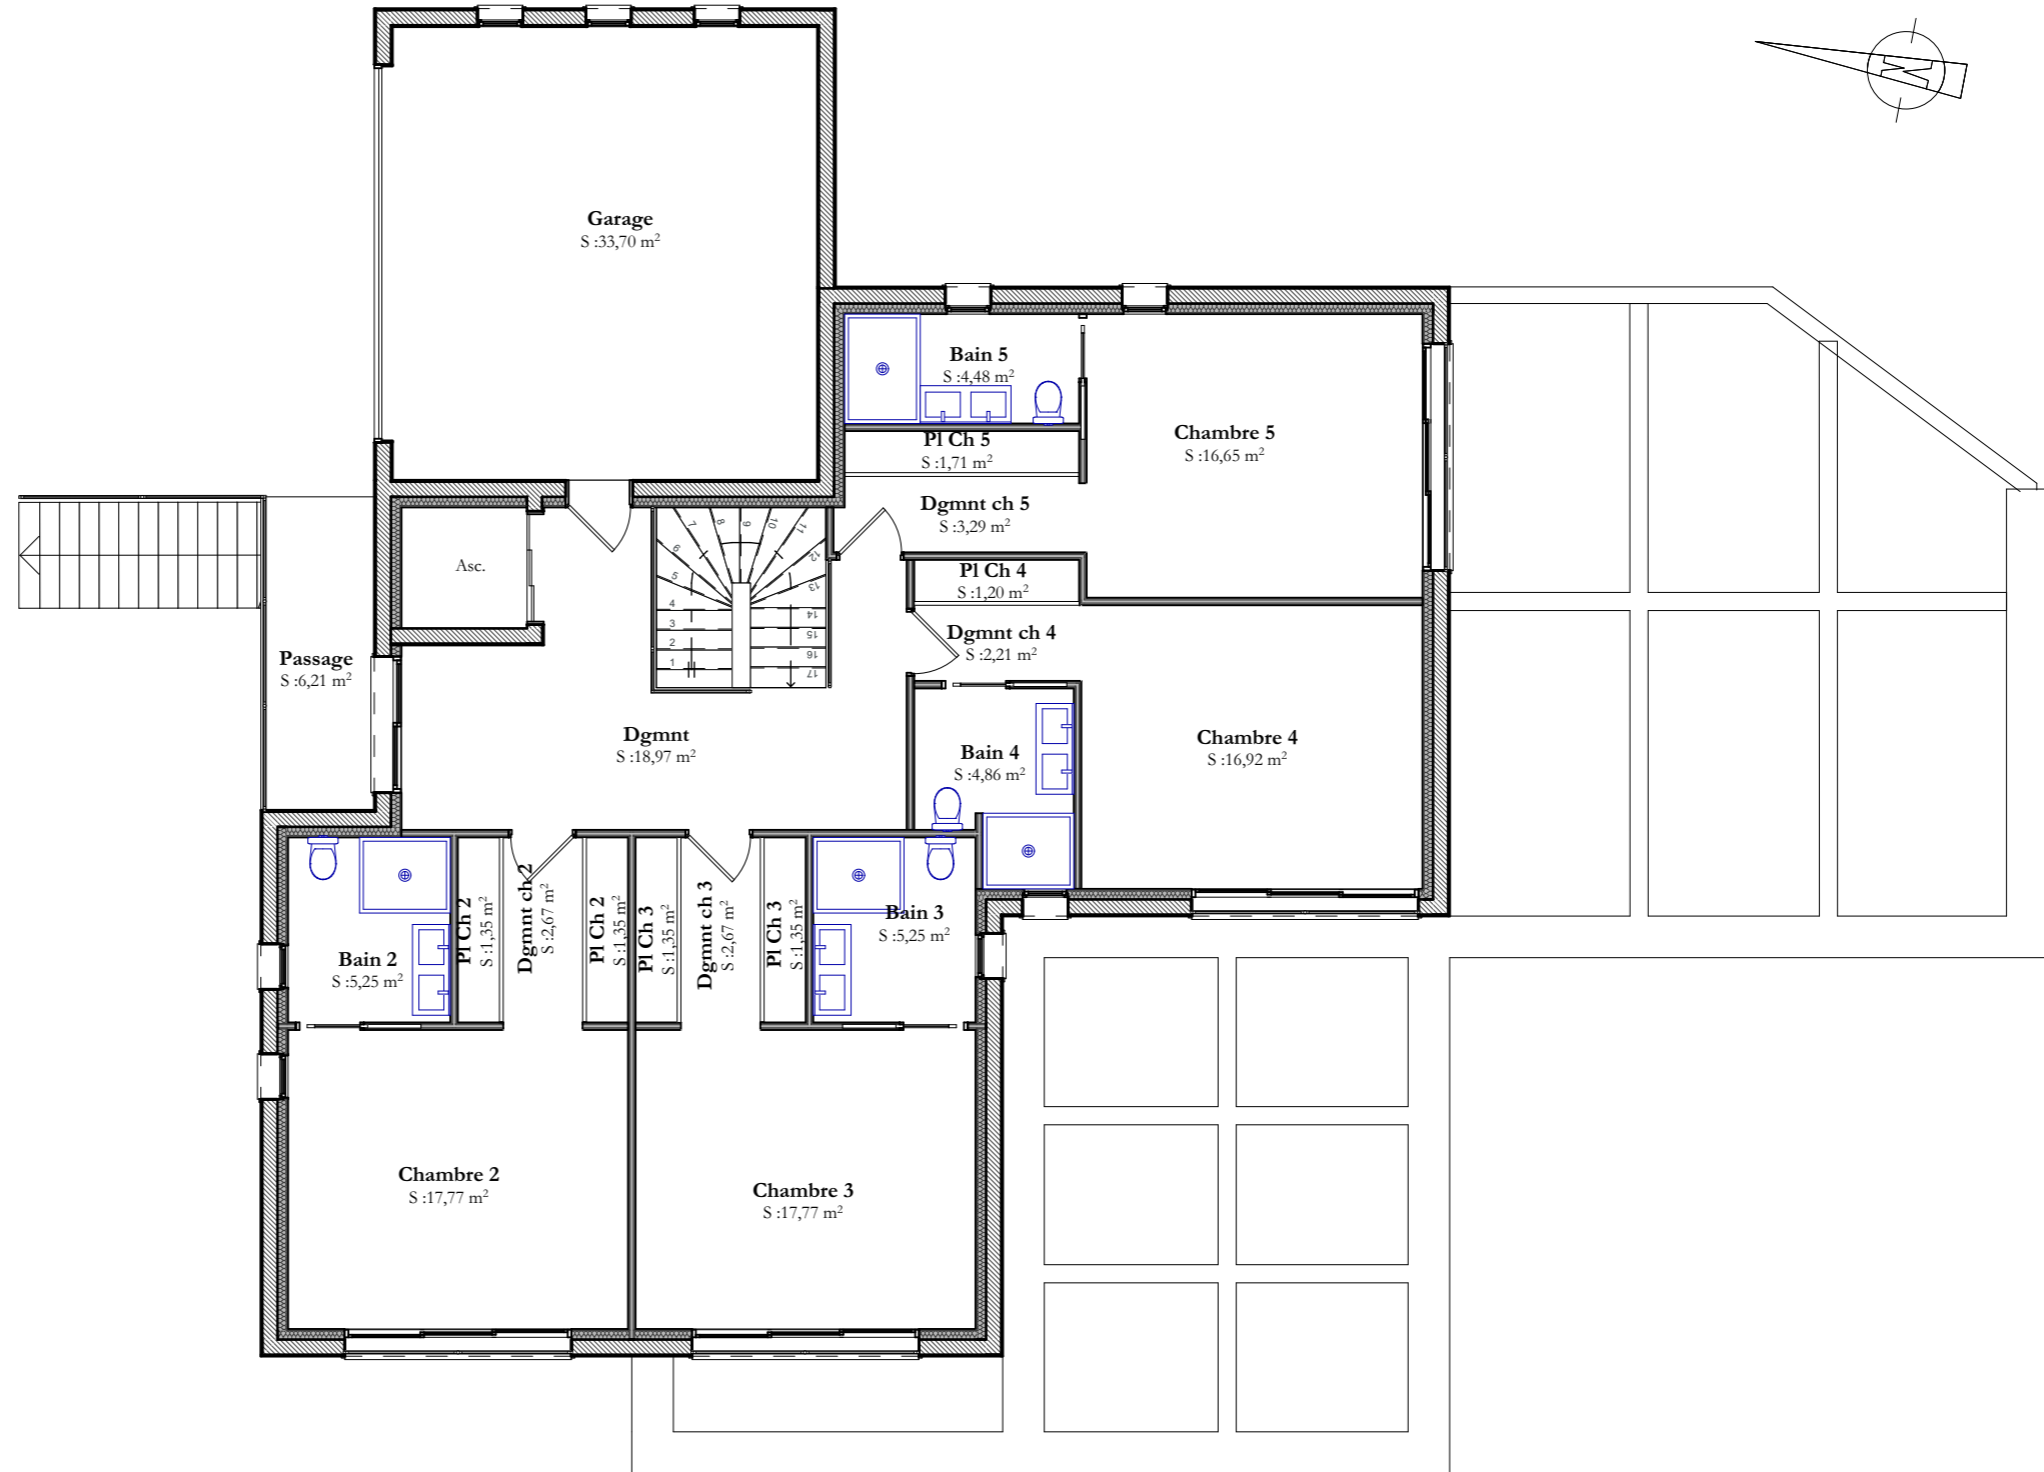 N
Garage
S :33,70 m²
Bain 5
S :4,48 m²
Pl Ch 5
S :1,71 m²
Chambre 5
S :16,65 m²
Dgmnt ch 5
S :3,29 m²
Asc.
7
8
9
10
11
6
12
5
13
4
14
3
15
2
16
1
17
Pl Ch 4
S :1,20 m²
Dgmnt ch 4
S :2,21 m²
Passage
S :6,21 m²
Dgmnt
S :18,97 m²
Bain 4
S :4,86 m²
Chambre 4
S :16,92 m²
Bain 2
S :5,25 m²
Pl Ch 2
S :1,35 m²
Dgmnt ch 2
S :2,67 m²
Pl Ch 2
S :1,35 m²
Pl Ch 3
S :1,35 m²
Dgmnt ch 3
S :2,67 m²
Pl Ch 3
S :1,35 m²
Bain 3
S :5,25 m²
Chambre 2
S :17,77 m²
Chambre 3
S :17,77 m²